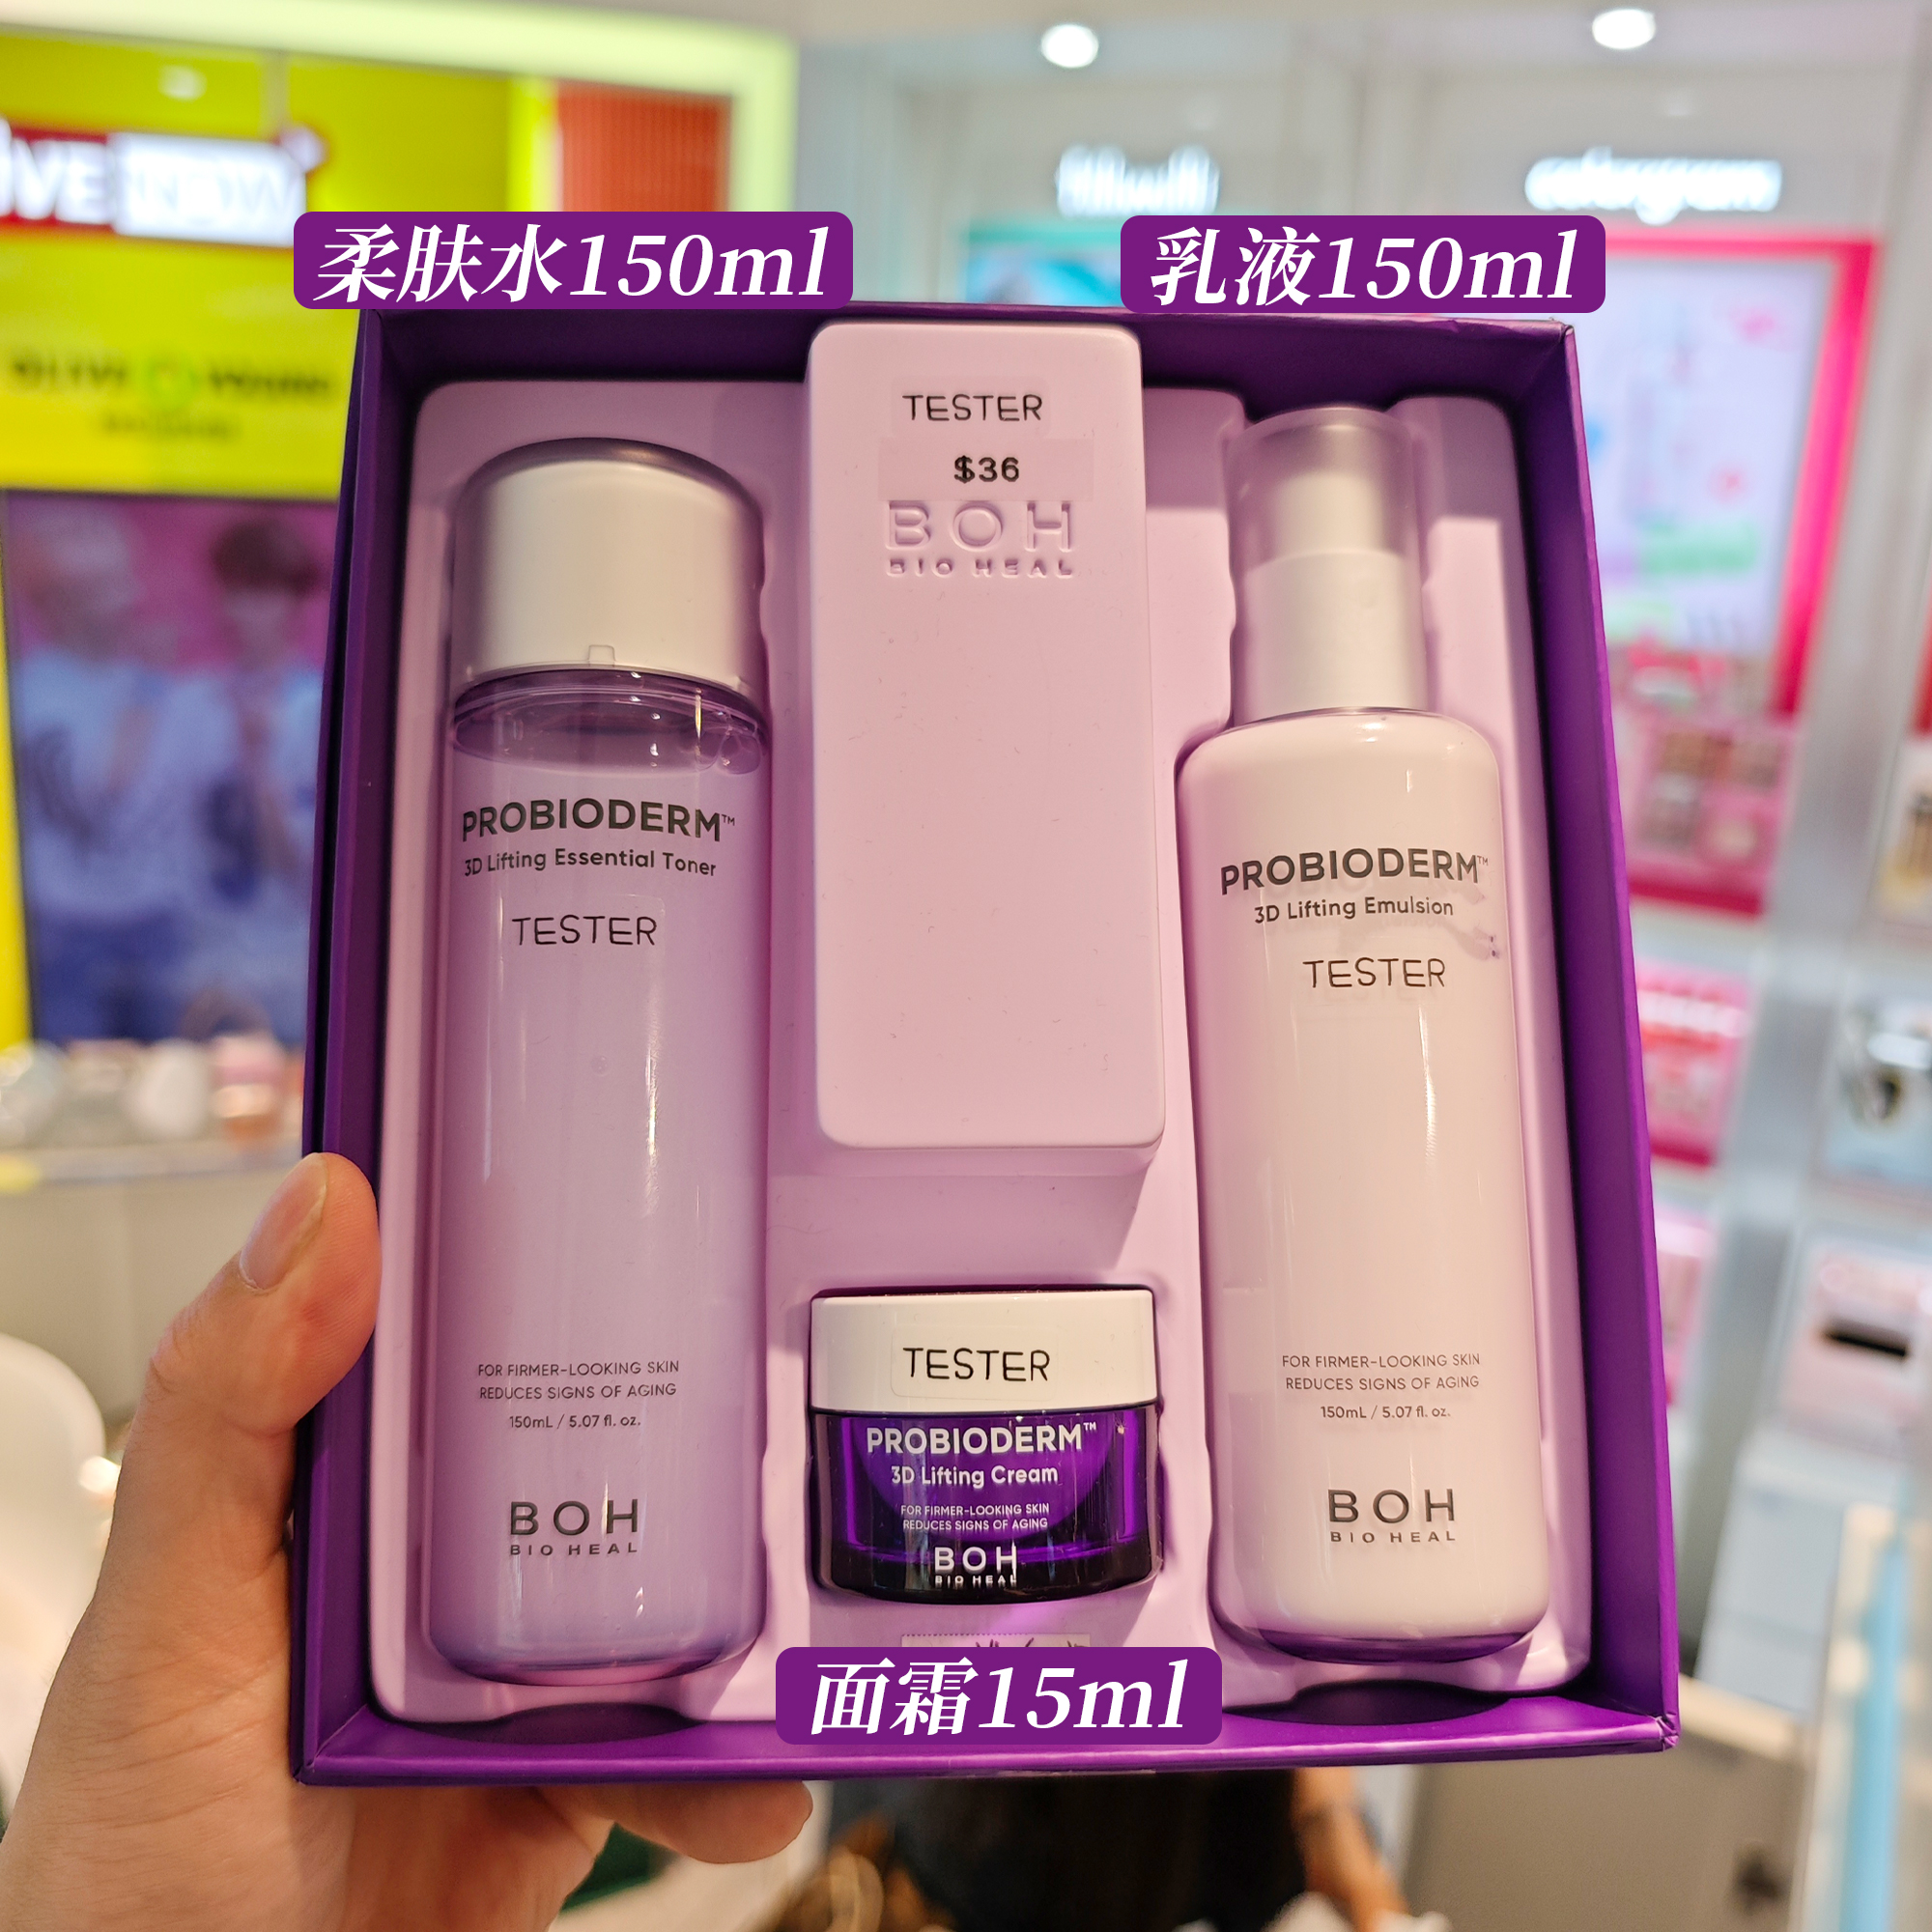 柔肤水150ml
乳液150ml
TESTER
$36
BOH
BIO HEAL
PROBIODERM™
3D Lifting Essential Toner
TESTER
FOR FIRMER-LOOKING SKIN
REDUCES SIGNS OF AGING
150mL / 5.07 fl. oz.
BOH
BIO HEAL
PROBIODERM™
3D Lifting Emulsion
TESTER
FOR FIRMER-LOOKING SKIN
REDUCES SIGNS OF AGING
150mL / 5.07 fl. oz.
BOH
BIO HEAL
TESTER
PROBIODERM™
3D Lifting Cream
FOR FIRMER-LOOKING SKIN
REDUCES SIGNS OF AGING
BOH
BIO HEAL
面霜15ml